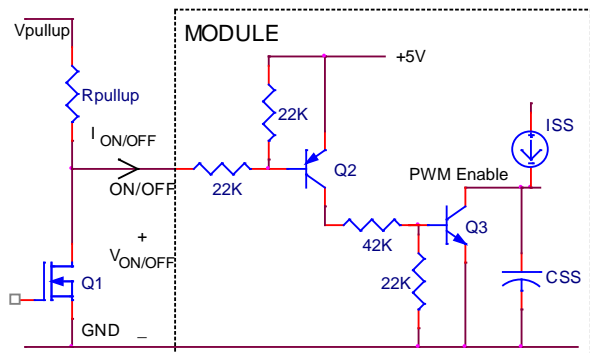 MODULE
Vpullup
+5V
Rpullup
22K
ISS
I ON/OFF
Q2
PWM Enable
ON/OFF
22K
Q3
+
42K
VON/OFF
22K
CSS
Q1
GND _